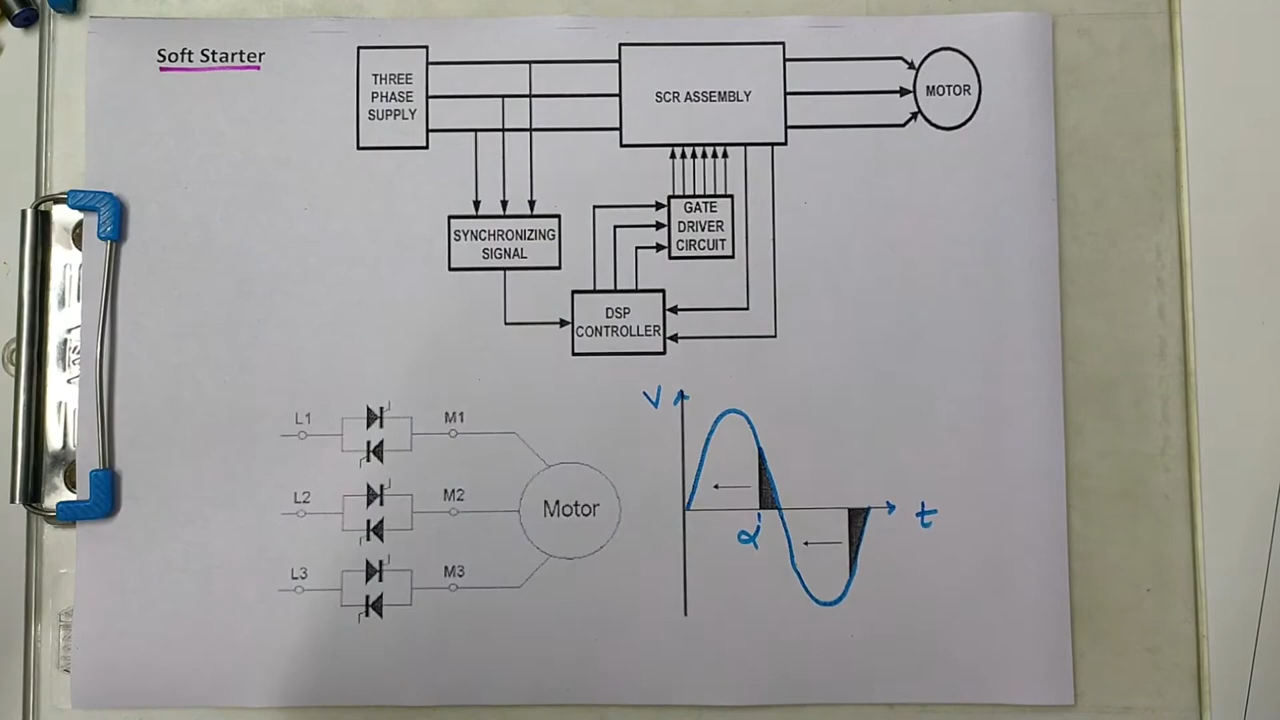 Soft Starter
THREE
PHASE
SUPPLY
SCR ASSEMBLY
MOTOR
SYNCHRONIZING
SIGNAL
GATE
DRIVER
CIRCUIT
DSP
CONTROLLER
L1
M1
L2
M2
Motor
L3
M3
V
α
t